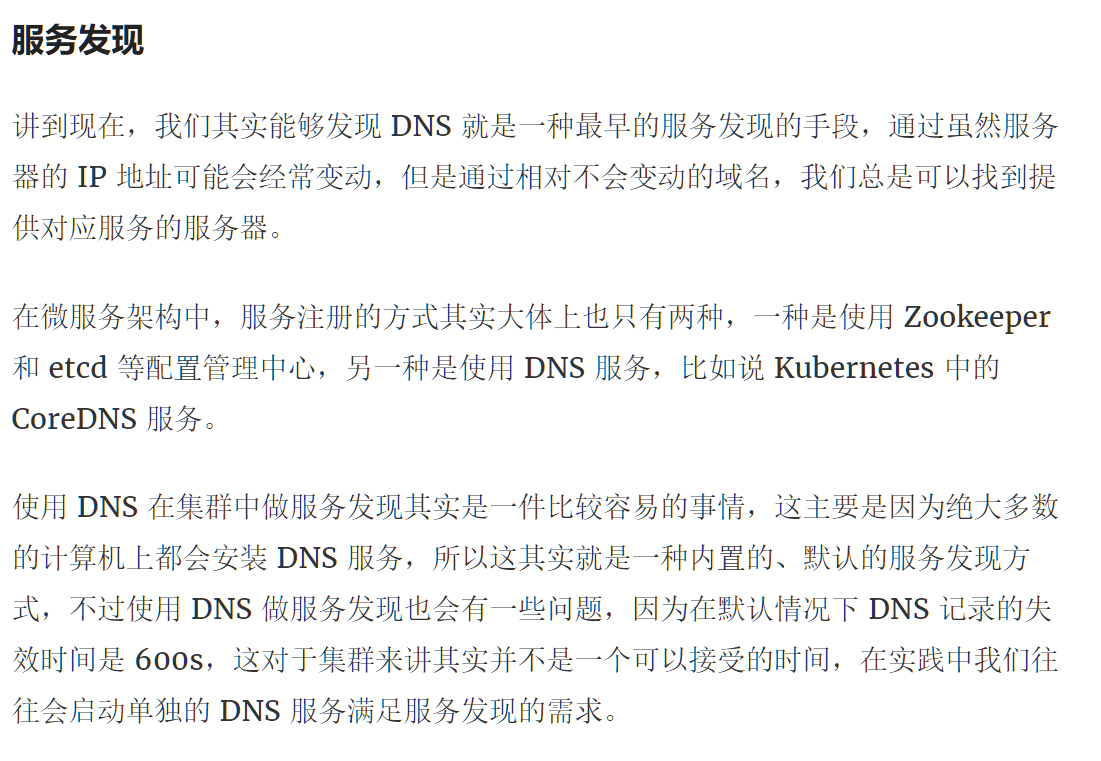 服务发现
讲到现在，我们其实能够发现 DNS 就是一种最早的服务发现的手段，通过虽然服务
器的 IP 地址可能会经常变动，但是通过相对不会变动的域名，我们总是可以找到提
供对应服务的服务器。
在微服务架构中，服务注册的方式其实大体上也只有两种，一种是使用 Zookeeper
和 etcd 等配置管理中心，另一种是使用 DNS 服务，比如说 Kubernetes 中的
CoreDNS 服务。
使用 DNS 在集群中做服务发现其实是一件比较容易的事情，这主要是因为绝大多数
的计算机上都会安装 DNS 服务，所以这其实就是一种内置的、默认的服务发现方
式，不过使用 DNS 做服务发现也会有一些问题，因为在默认情况下 DNS 记录的失
效时间是 600s，这对于集群来讲其实并不是一个可以接受的时间，在实践中我们往
往会启动单独的 DNS 服务满足服务发现的需求。